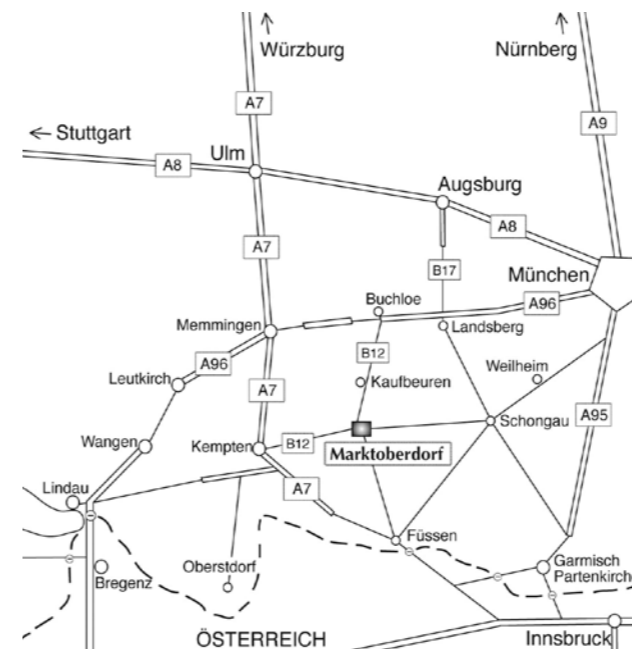 Würzburg
Nürnberg
A7
A9
Stuttgart
Ulm
A8
Augsburg
A8
A7
B17
München
Buchloe
A96
Memmingen
Landsberg
B12
A96
Weilheim
Leutkirch
A7
Kaufbeuren
A95
Schongau
Wangen
Kempten
B12
Marktoberdorf
Lindau
A7
Füssen
Oberstdorf
Garmisch
Partenkirch
Bregenz
ÖSTERREICH
Innsbruck